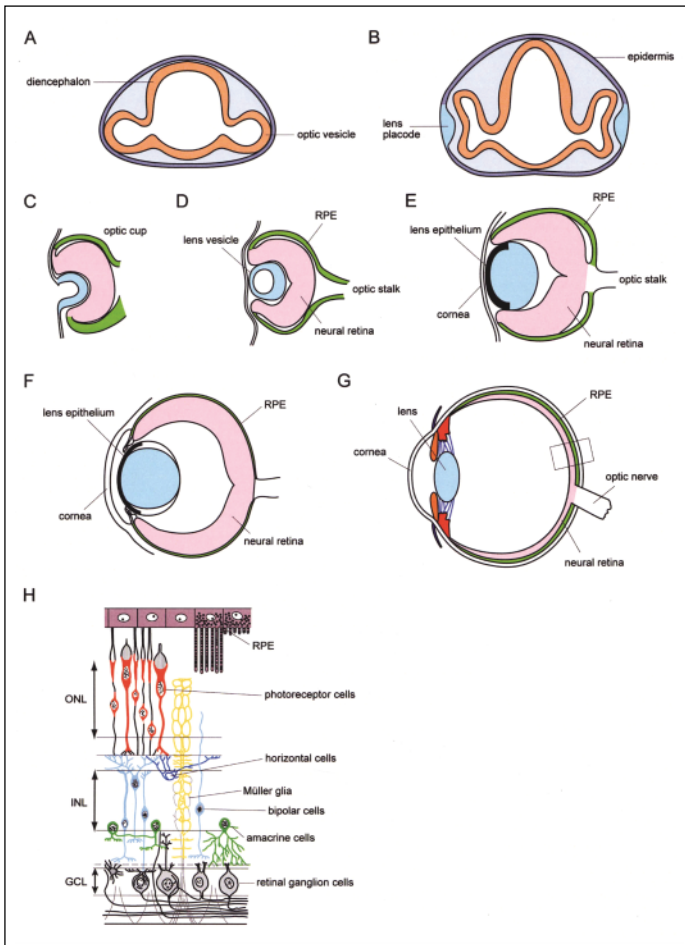 A
diencephalon
optic vesicle
B
epidermis
lens
placode
C
optic cup
D
RPE
lens vesicle
optic stalk
neural retina
E
RPE
lens epithelium
optic stalk
cornea
neural retina
F
RPE
lens epithelium
cornea
neural retina
G
RPE
lens
cornea
optic nerve
neural retina
H
RPE
ONL
photoreceptor cells
horizontal cells
Müller glia
INL
bipolar cells
amacrine cells
GCL
retinal ganglion cells